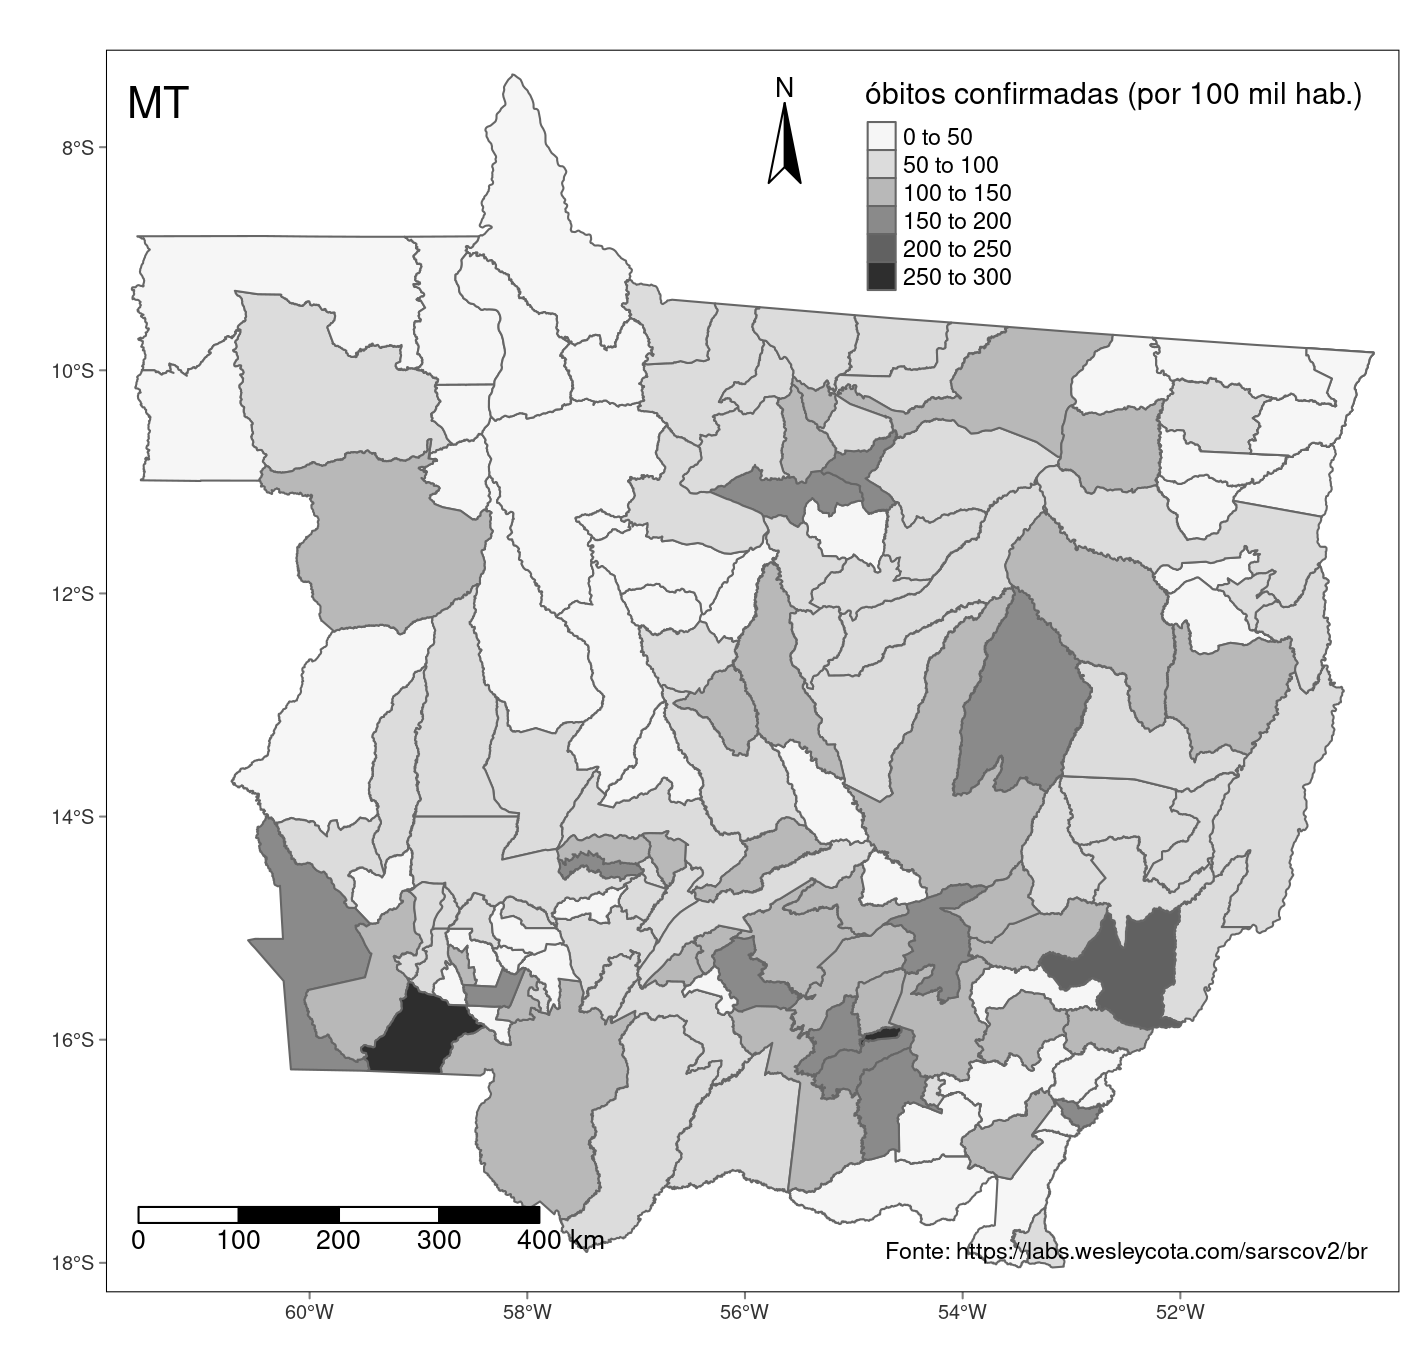 MT
N
óbitos confirmadas (por 100 mil hab.)
0 to 50
50 to 100
100 to 150
150 to 200
200 to 250
250 to 300
8°S
10°S
12°S
14°S
16°S
18°S
0 100 200 300 400 km
Fonte: https://labs.wesleycota.com/sarscov2/br
60°W 58°W 56°W 54°W 52°W